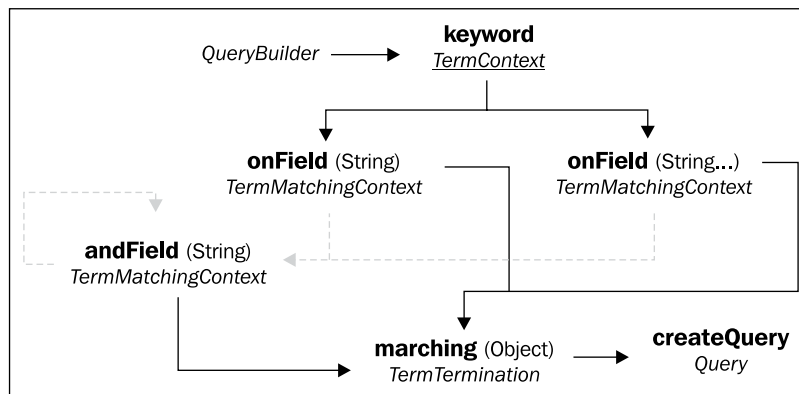 keyword
QueryBuilder
TermContext
onField (String)
TermMatchingContext
onField (String...)
TermMatchingContext
andField (String)
TermMatchingContext
marching (Object)
TermTermination
createQuery
Query